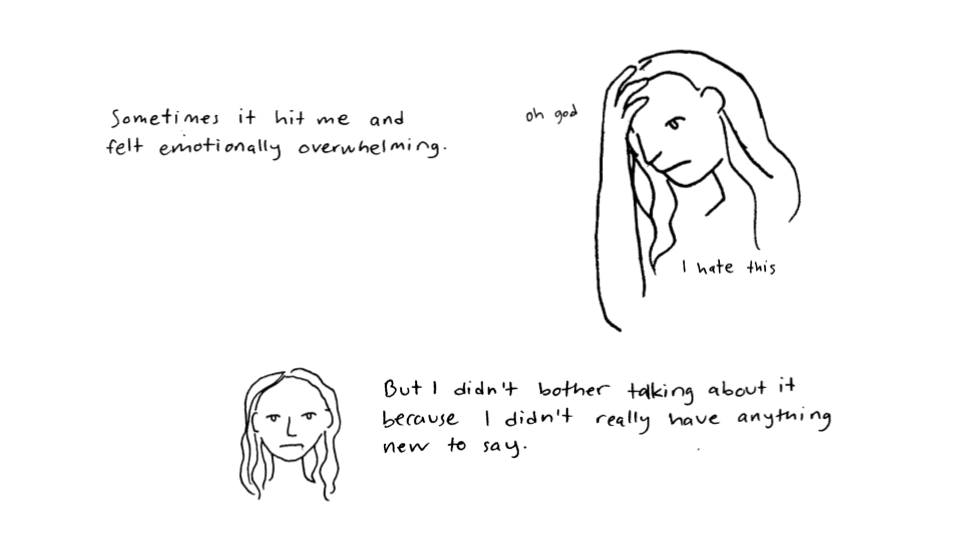 Sometimes it hit me and
felt emotionally overwhelming.
oh god
I hate this
But I didn't bother talking about it
because I didn't really have anything
new to say.